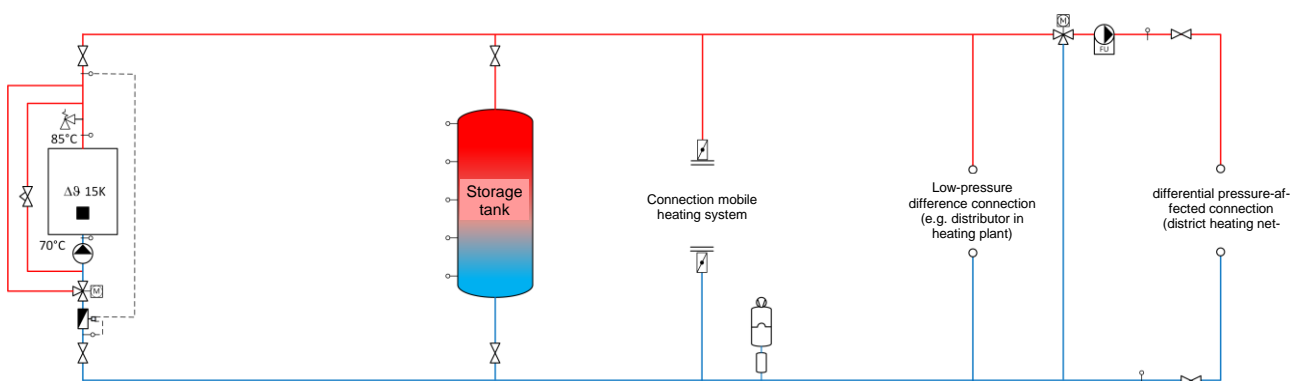 M
FU
85°C
Δϑ 15K
70°C
M
Storage
tank
Connection mobile
heating system
Low-pressure
difference connection
(e.g. distributor in
heating plant)
differential pressure-af-
fected connection
(district heating net-